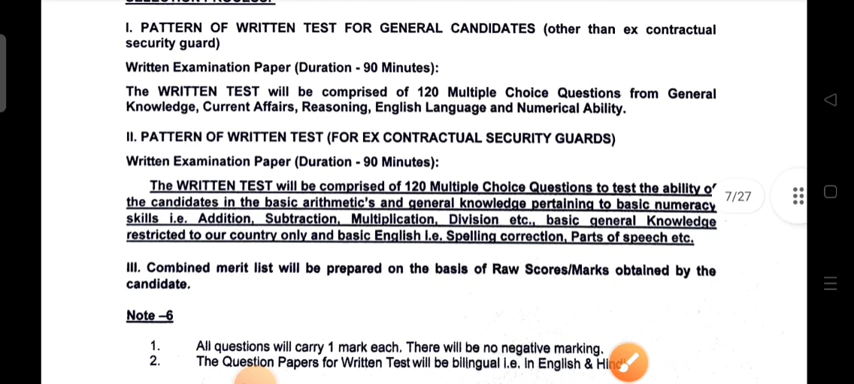 I. PATTERN OF WRITTEN TEST FOR GENERAL CANDIDATES (other than ex contractual
security guard)
Written Examination Paper (Duration - 90 Minutes):
The WRITTEN TEST will be comprised of 120 Multiple Choice Questions from General
Knowledge, Current Affairs, Reasoning, English Language and Numerical Ability.
II. PATTERN OF WRITTEN TEST (FOR EX CONTRACTUAL SECURITY GUARDS)
Written Examination Paper (Duration - 90 Minutes):
The WRITTEN TEST will be comprised of 120 Multiple Choice Questions to test the ability of
the candidates in the basic arithmetic's and general knowledge pertaining to basic numeracy
skills i.e. Addition, Subtraction, Multiplication, Division etc., basic general Knowledge
restricted to our country only and basic English i.e. Spelling correction, Parts of speech etc.
7/27
III. Combined merit list will be prepared on the basis of Raw Scores/Marks obtained by the
candidate.
Note –6
1. All questions will carry 1 mark each. There will be no negative marking.
2. The Question Papers for Written Test will be bilingual i.e. in English &